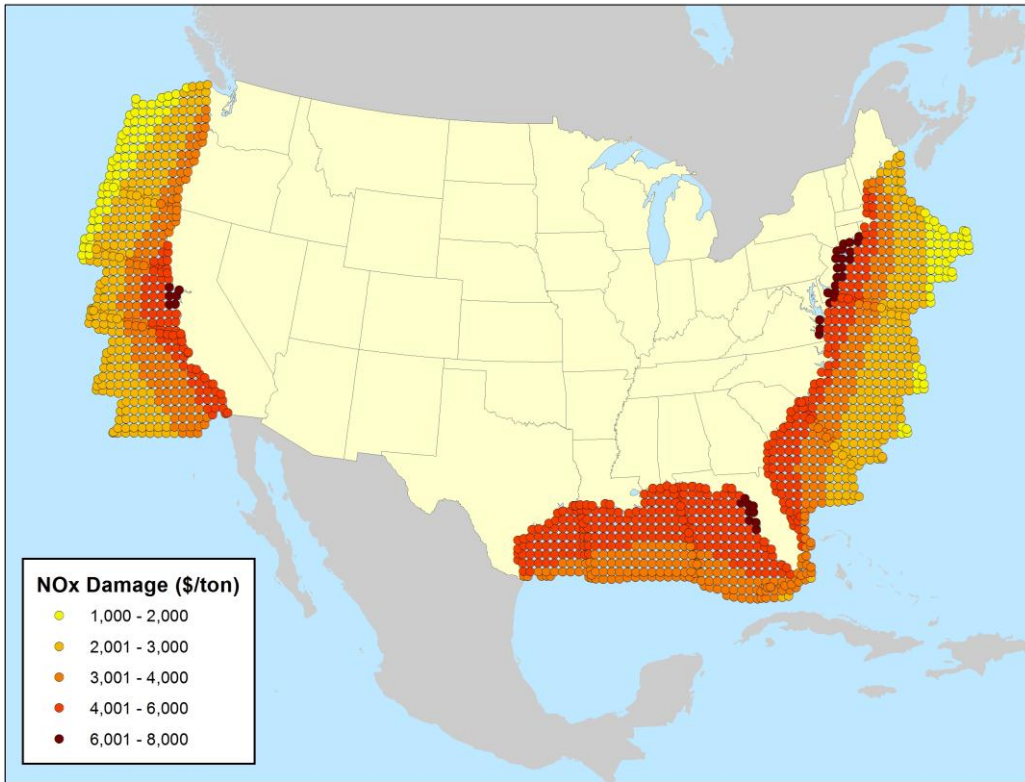 NOx Damage ($/ton)
1,000 - 2,000
2,001 - 3,000
3,001 - 4,000
4,001 - 6,000
6,001 - 8,000